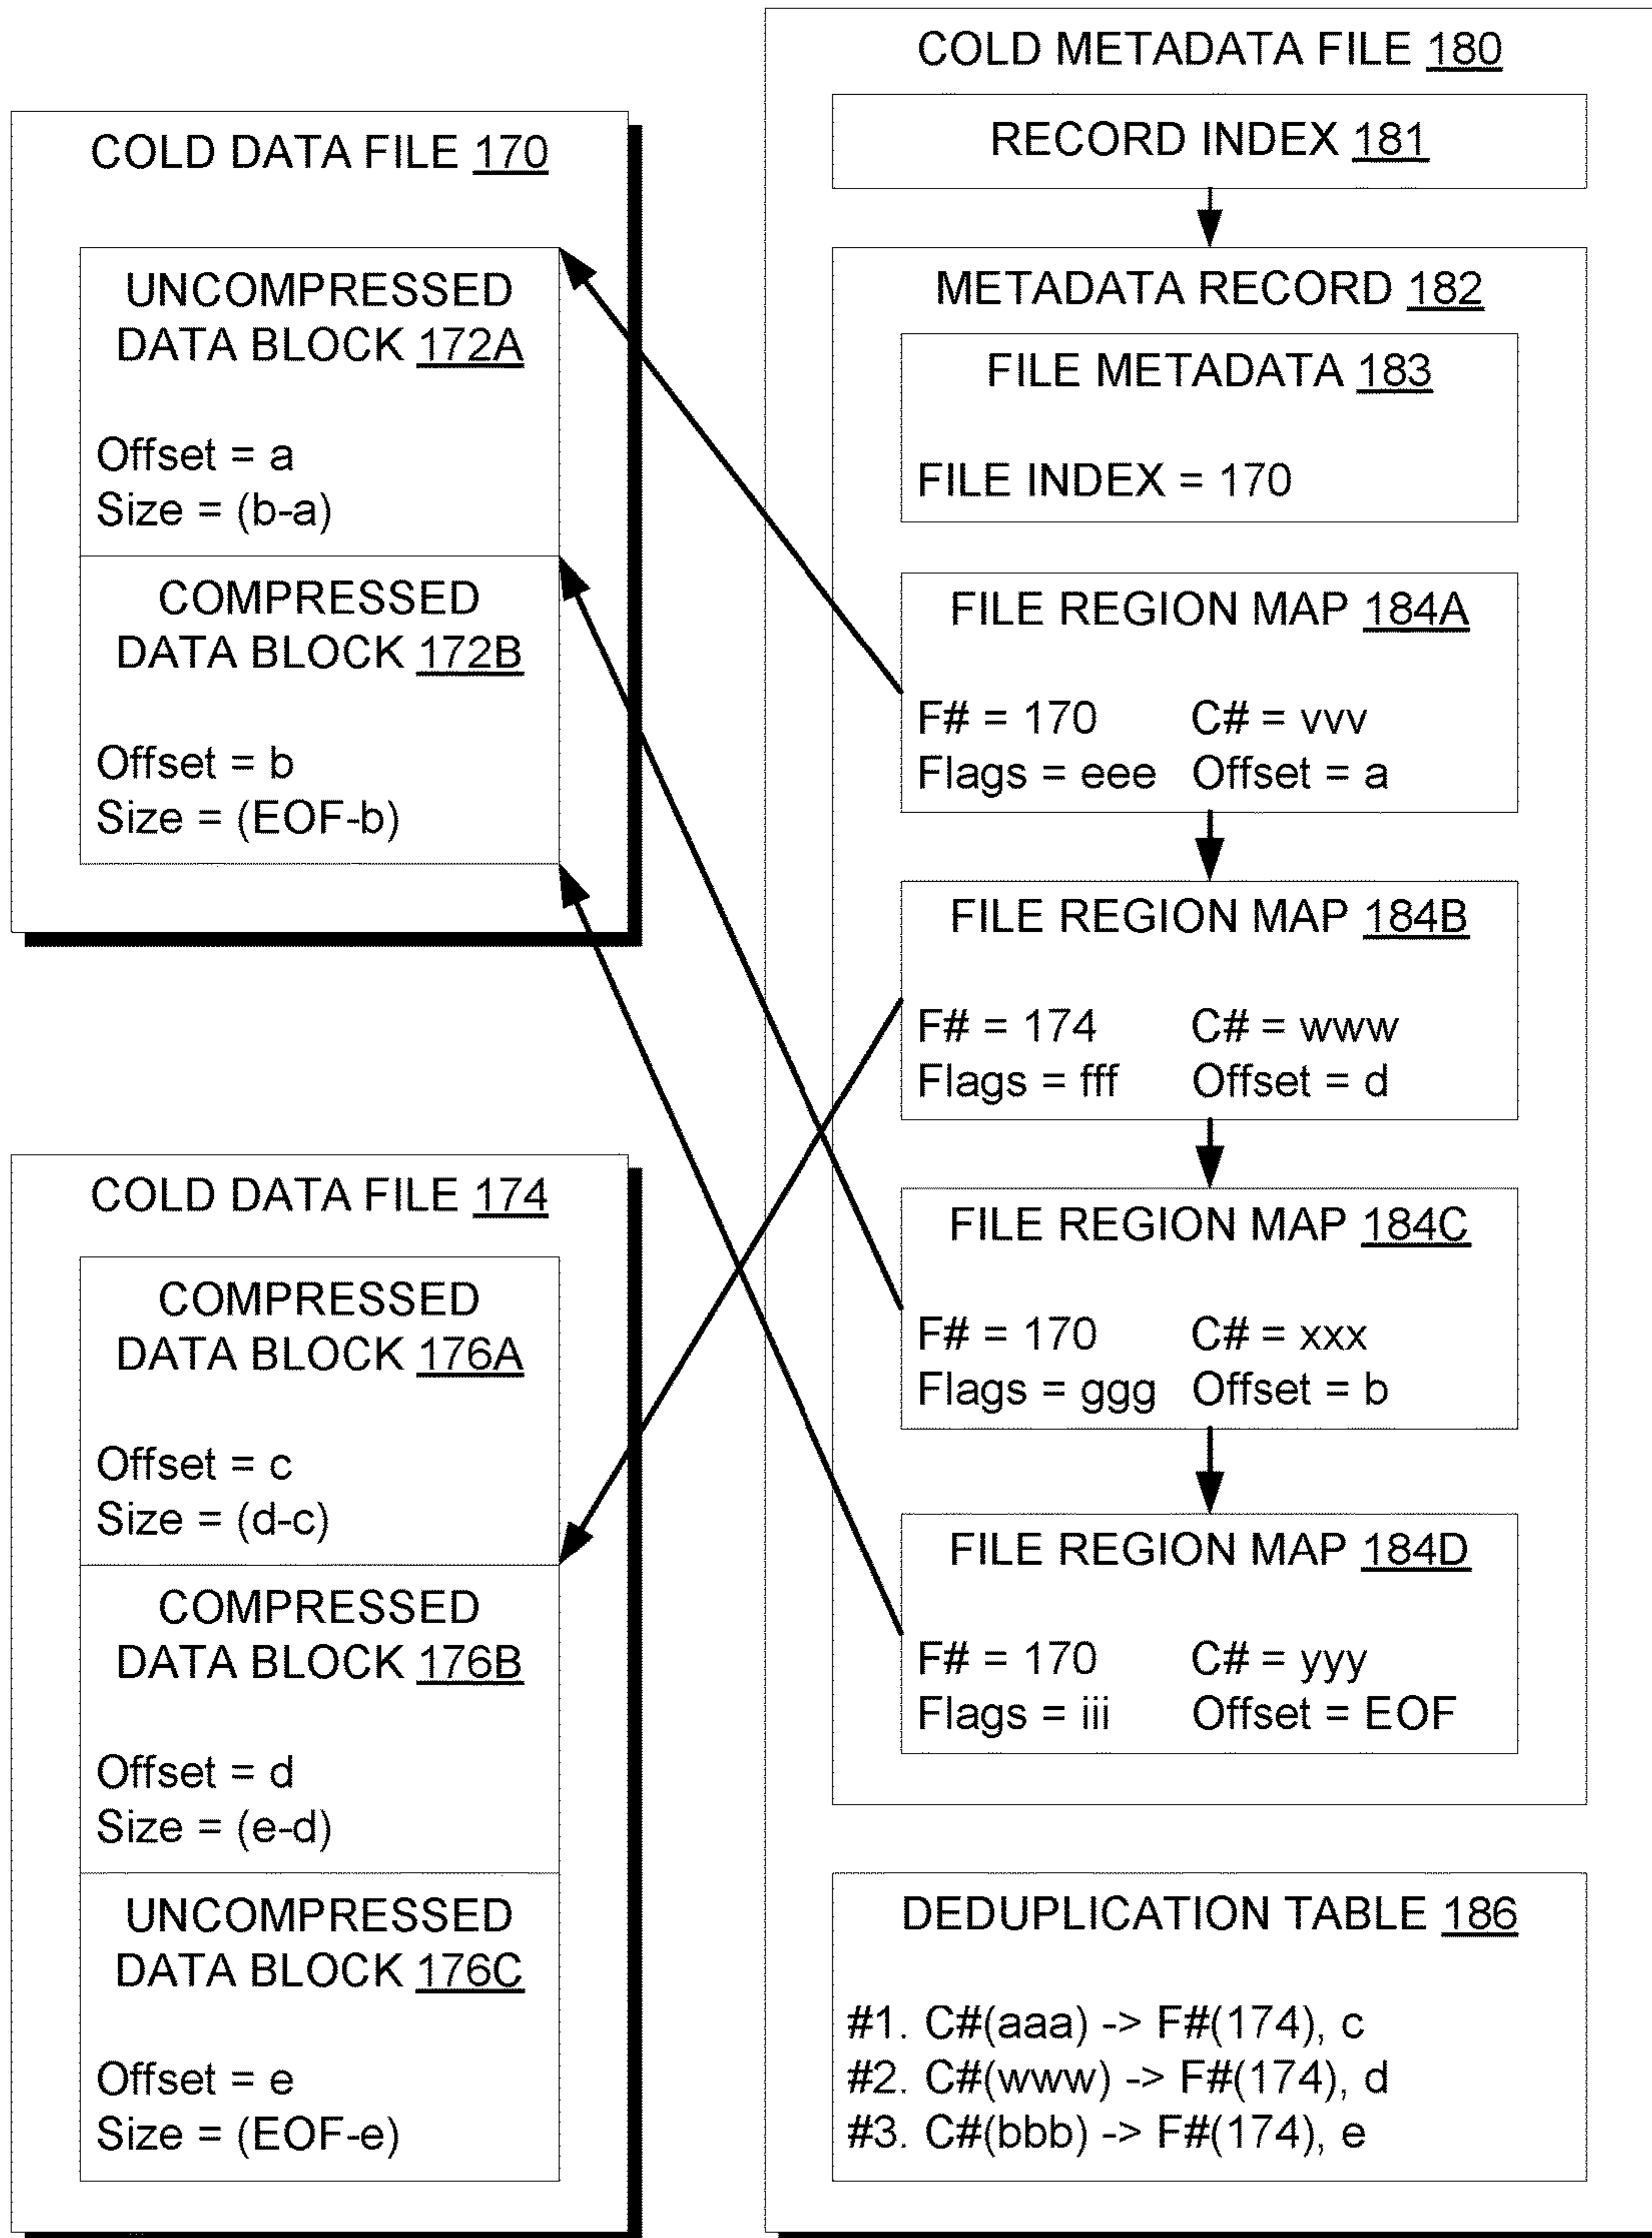 COLD DATA FILE 170
UNCOMPRESSED
DATA BLOCK 172A
Offset = a
Size = (b-a)
COMPRESSED
DATA BLOCK 172B
Offset = b
Size = (EOF-b)
COLD DATA FILE 174
COMPRESSED
DATA BLOCK 176A
Offset = c
Size = (d-c)
COMPRESSED
DATA BLOCK 176B
Offset = d
Size = (e-d)
UNCOMPRESSED
DATA BLOCK 176C
Offset = e
Size = (EOF-e)
COLD METADATA FILE 180
RECORD INDEX 181
METADATA RECORD 182
FILE METADATA 183
FILE INDEX = 170
FILE REGION MAP 184A
F# = 170 C# = vvv
Flags = eee Offset = a
FILE REGION MAP 184B
F# = 174 C# = www
Flags = fff Offset = d
FILE REGION MAP 184C
F# = 170 C# = xxx
Flags = ggg Offset = b
FILE REGION MAP 184D
F# = 170 C# = yyy
Flags = iii Offset = EOF
DEDUPLICATION TABLE 186
#1. C#(aaa) -> F#(174), c
#2. C#(www) -> F#(174), d
#3. C#(bbb) -> F#(174), e